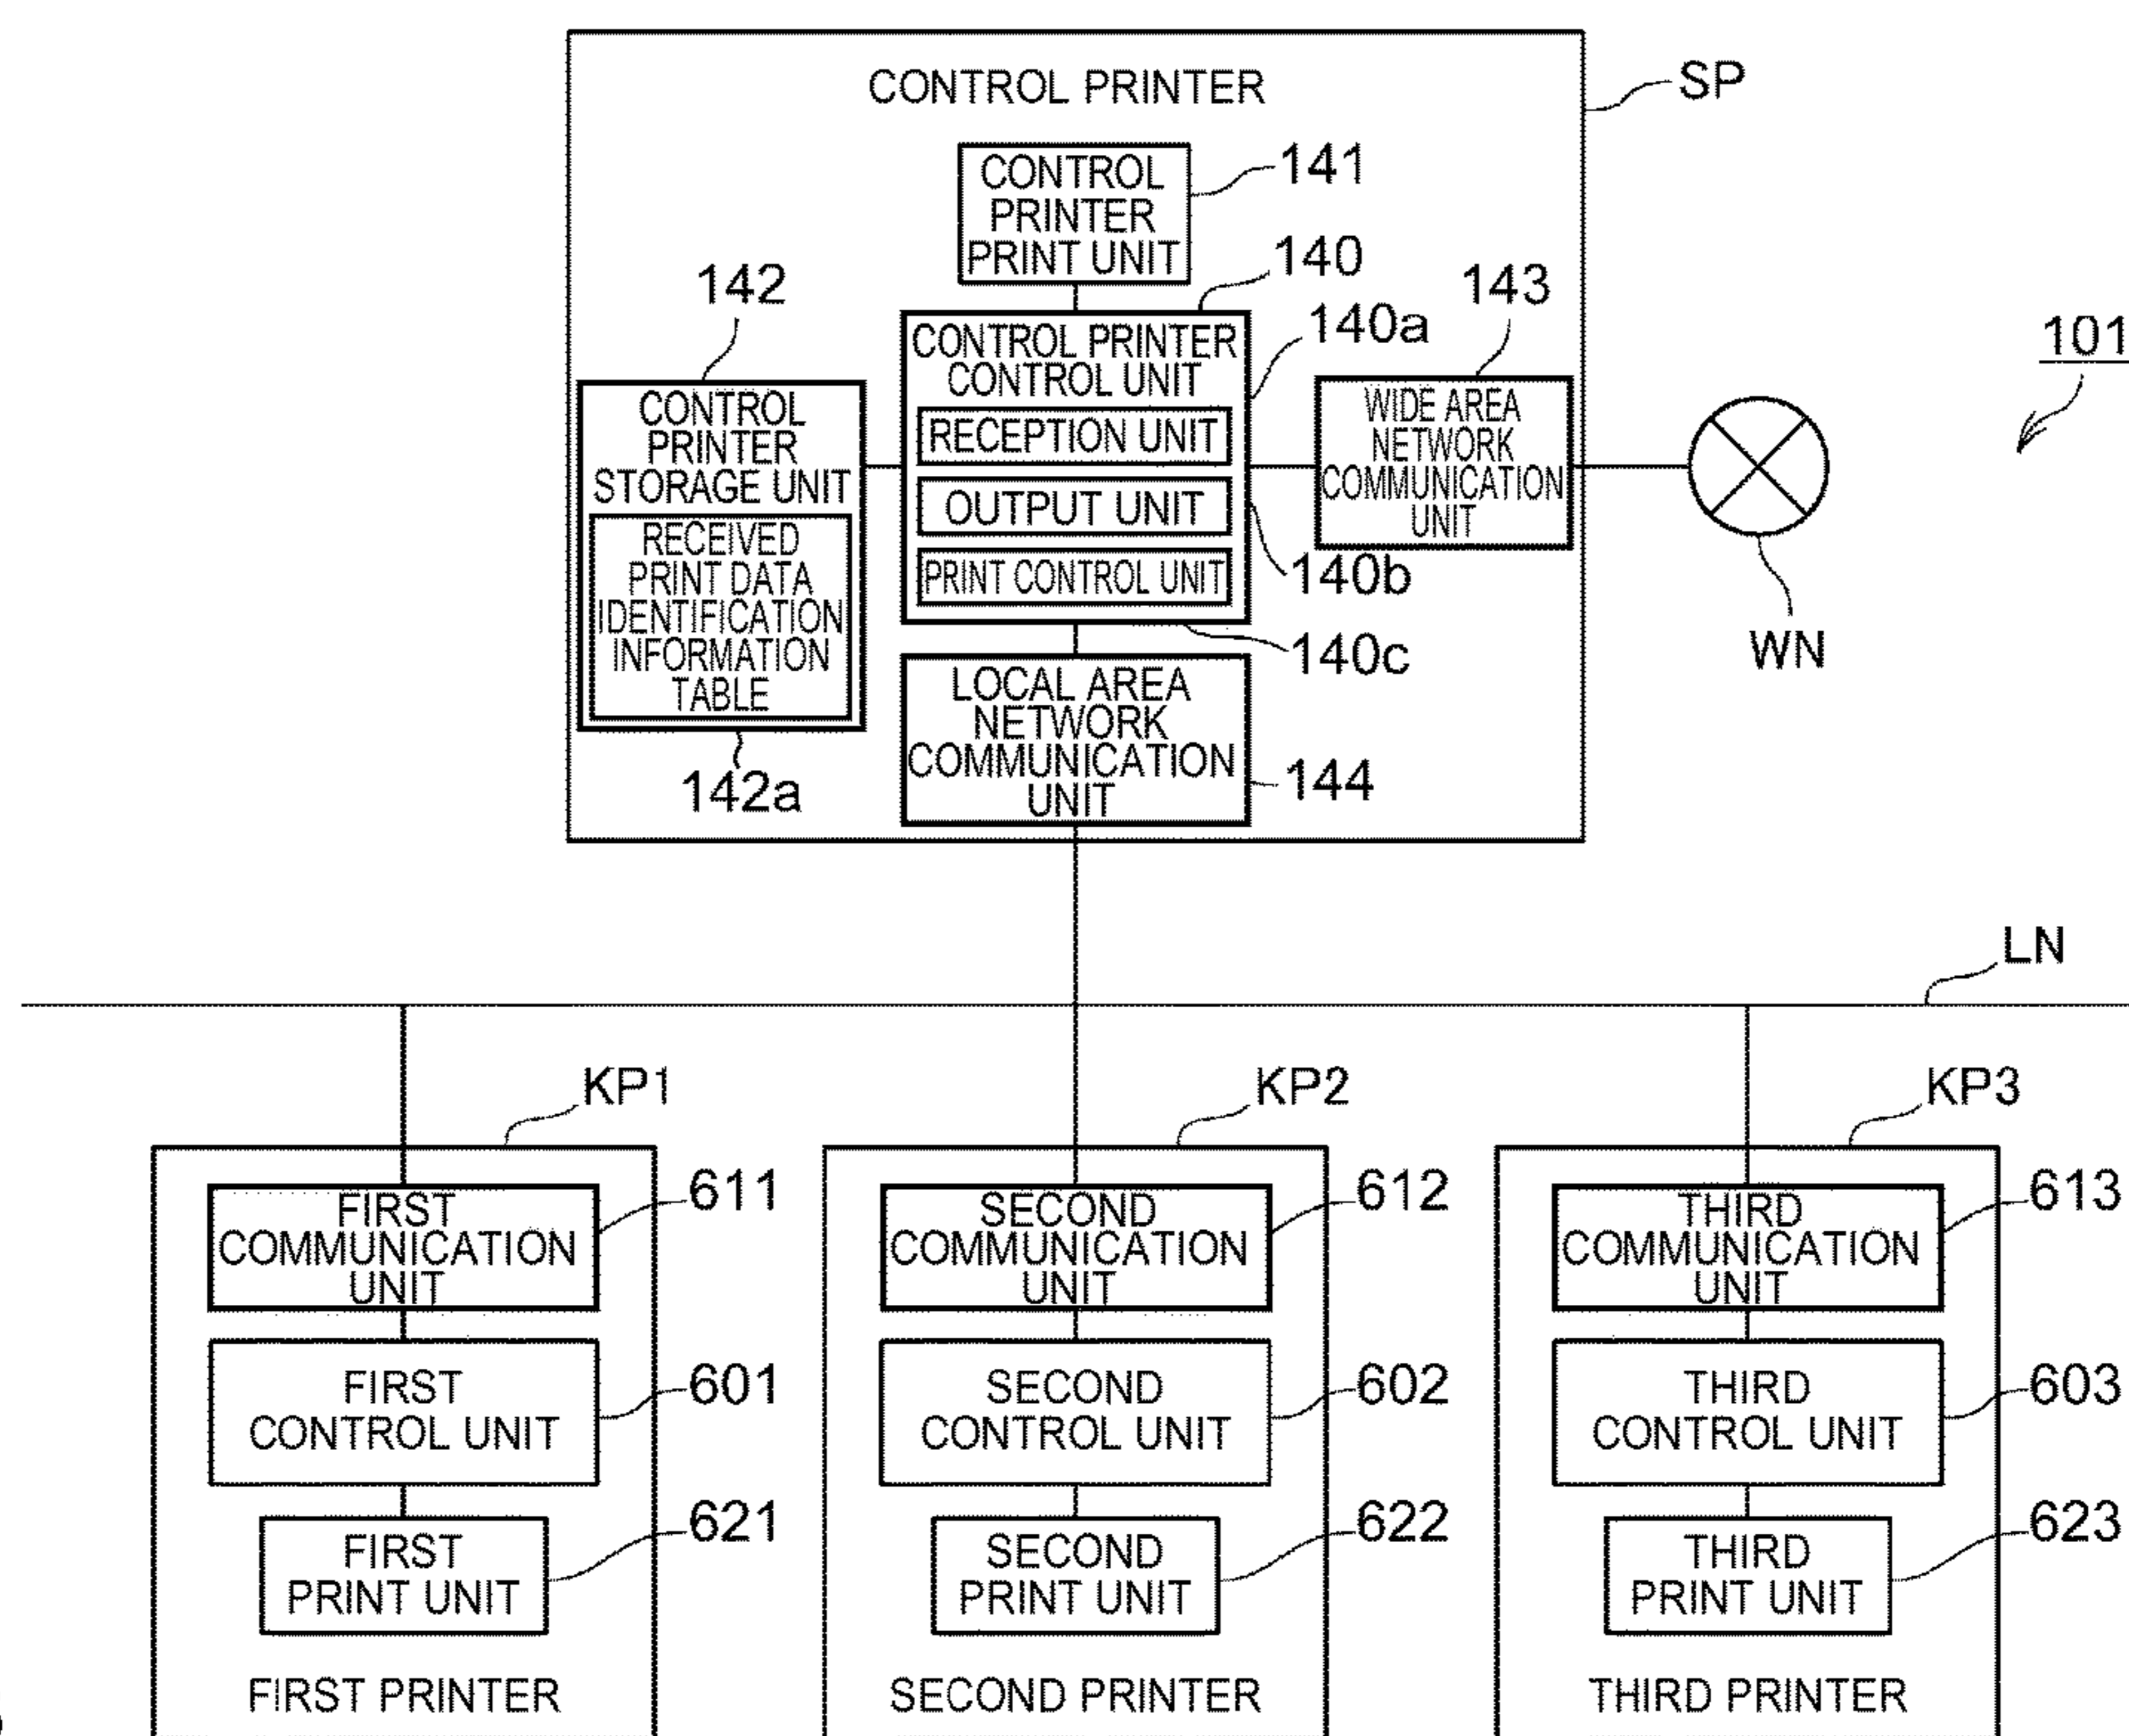 CONTROL PRINTER
SP
CONTROL
PRINTER
PRINT UNIT
141
140
142
143
140a
101
CONTROL PRINTER
CONTROL UNIT
RECEPTION UNIT
OUTPUT UNIT
PRINT CONTROL UNIT
CONTROL
PRINTER
STORAGE UNIT
RECEIVED
PRINT DATA
IDENTIFICATION
INFORMATION
TABLE
WIDE AREA
NETWORK
COMMUNICATION
UNIT
140b
140c
WN
142a
LOCAL AREA
NETWORK
COMMUNICATION
UNIT
144
LN
KP1
KP2
KP3
FIRST
COMMUNICATION
UNIT
611
FIRST
CONTROL UNIT
601
FIRST
PRINT UNIT
621
FIRST PRINTER
SECOND
COMMUNICATION
UNIT
612
SECOND
CONTROL UNIT
602
SECOND
PRINT UNIT
622
SECOND PRINTER
THIRD
COMMUNICATION
UNIT
613
THIRD
CONTROL UNIT
603
THIRD
PRINT UNIT
623
THIRD PRINTER